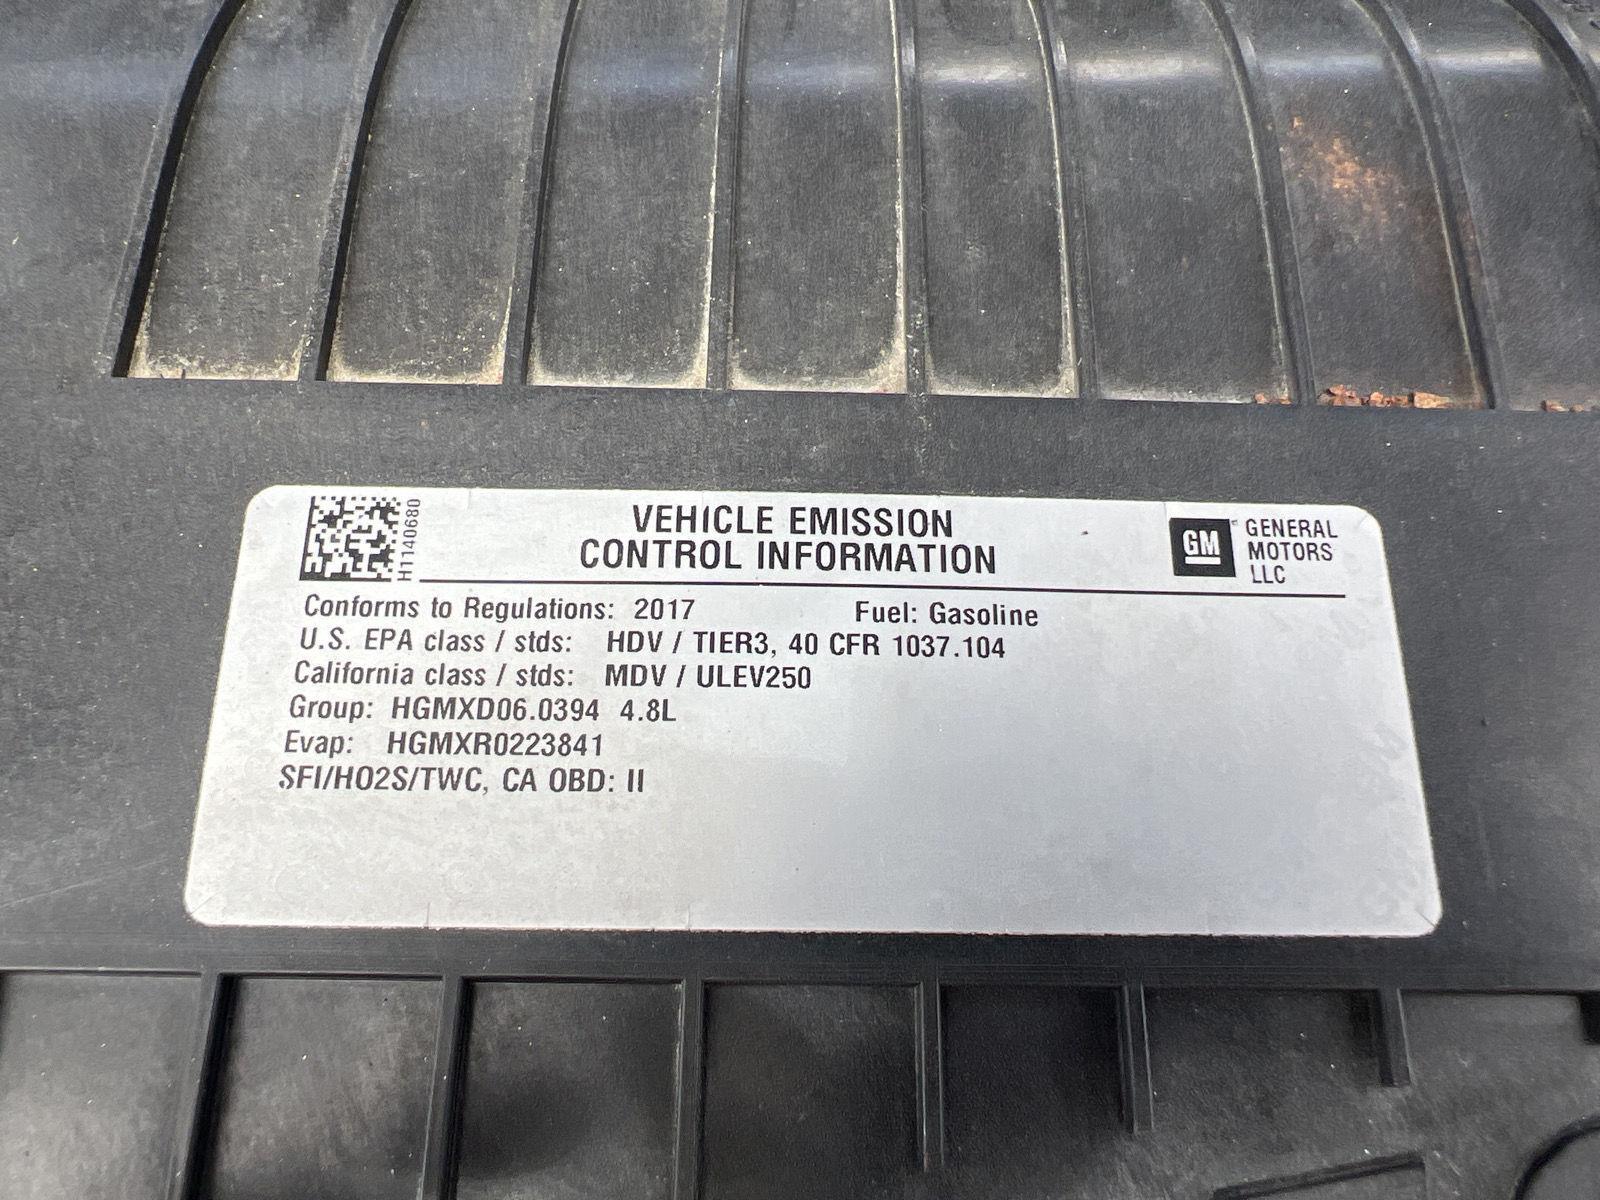 H1140680
VEHICLE EMISSION
CONTROL INFORMATION
GM
GENERAL
MOTORS
LLC
Conforms to Regulations: 2017 Fuel: Gasoline
U.S. EPA class / stds: HDV / TIER3, 40 CFR 1037.104
California class / stds: MDV / ULEV250
Group: HGMXD06.0394 4.8L
Evap: HGMXR0223841
SFI/HO2S/TWC, CA OBD: II